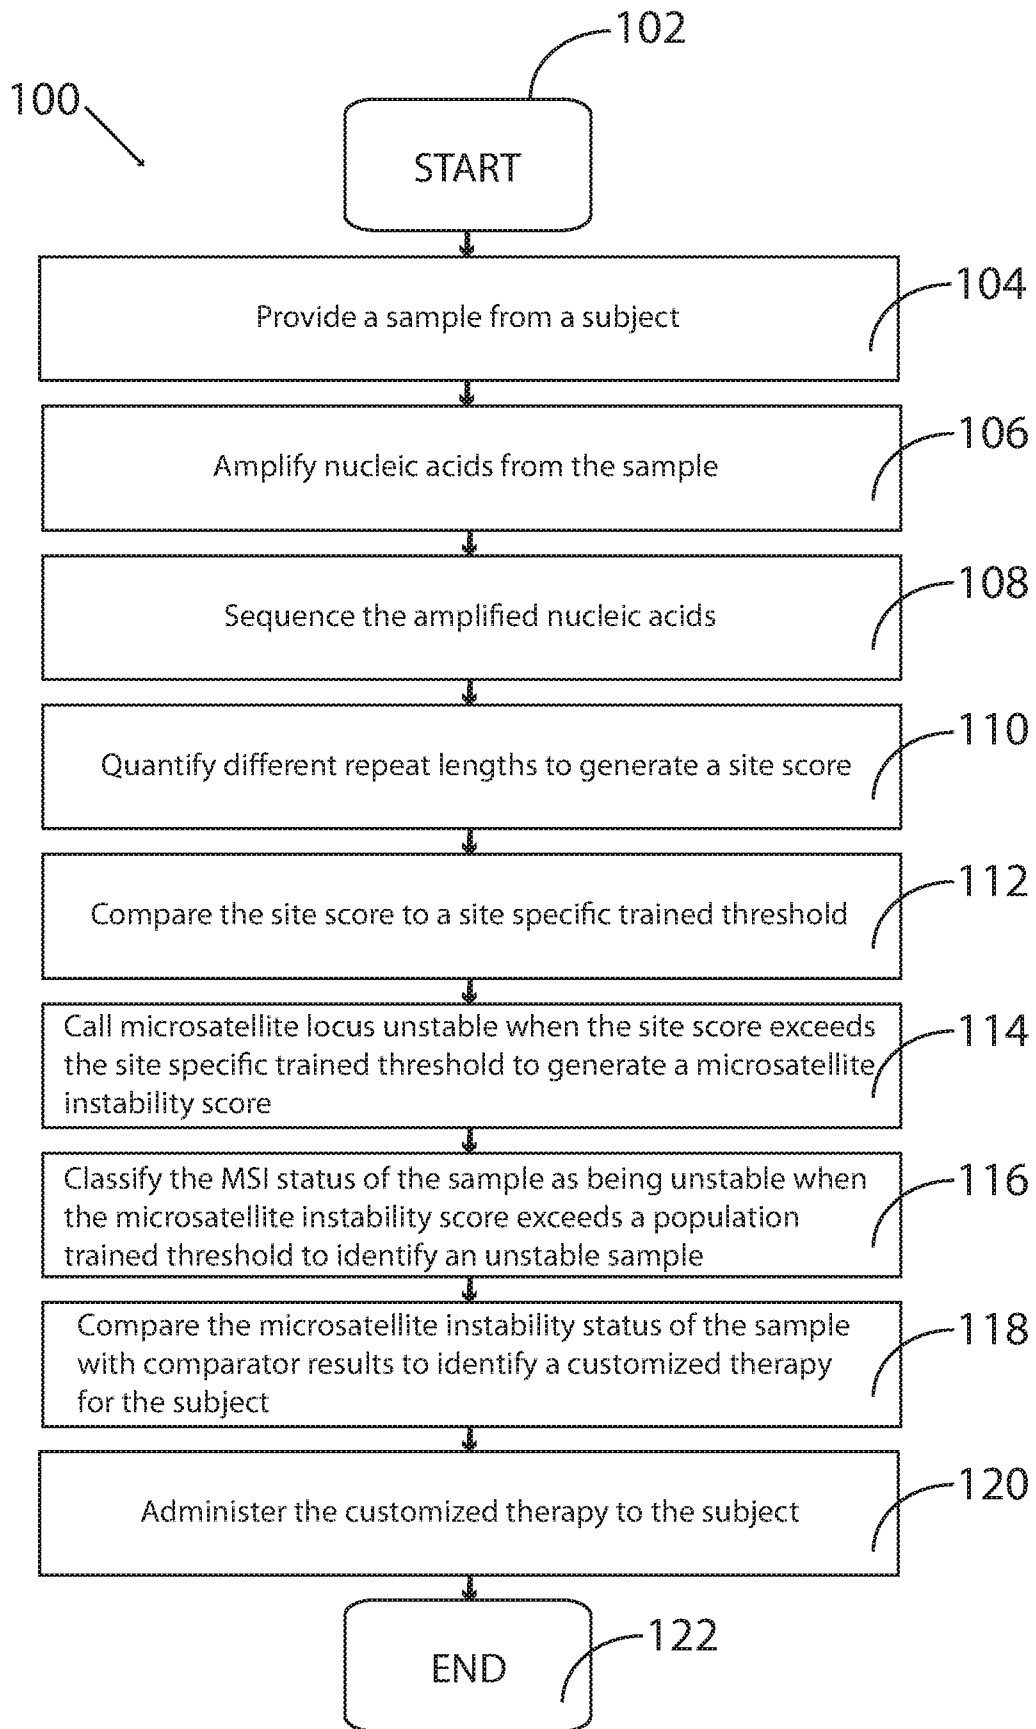 102
100
START
104
Provide a sample from a subject
106
Amplify nucleic acids from the sample
108
Sequence the amplified nucleic acids
110
Quantify different repeat lengths to generate a site score
112
Compare the site score to a site specific trained threshold
Call microsatellite locus unstable when the site score exceeds
114
the site specific trained threshold to generate a microsatellite
instability score
Classify the MSI status of the sample as being unstable when
116
the microsatellite instability score exceeds a population
trained threshold to identify an unstable sample
Compare the microsatellite instability status of the sample
118
with comparator results to identify a customized therapy
for the subject
120
Administer the customized therapy to the subject
122
END